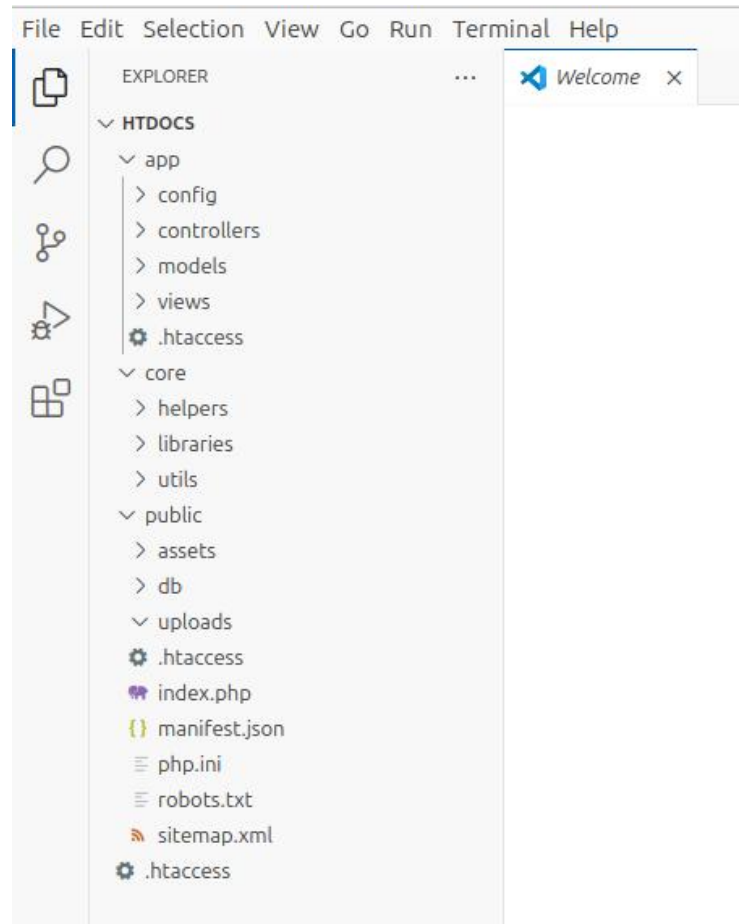 File Edit Selection View Go Run Terminal Help
EXPLORER ...
Welcome
HTDOCS
app
config
controllers
models
views
.htaccess
core
helpers
libraries
utils
public
assets
db
uploads
.htaccess
index.php
manifest.json
php.ini
robots.txt
sitemap.xml
.htaccess